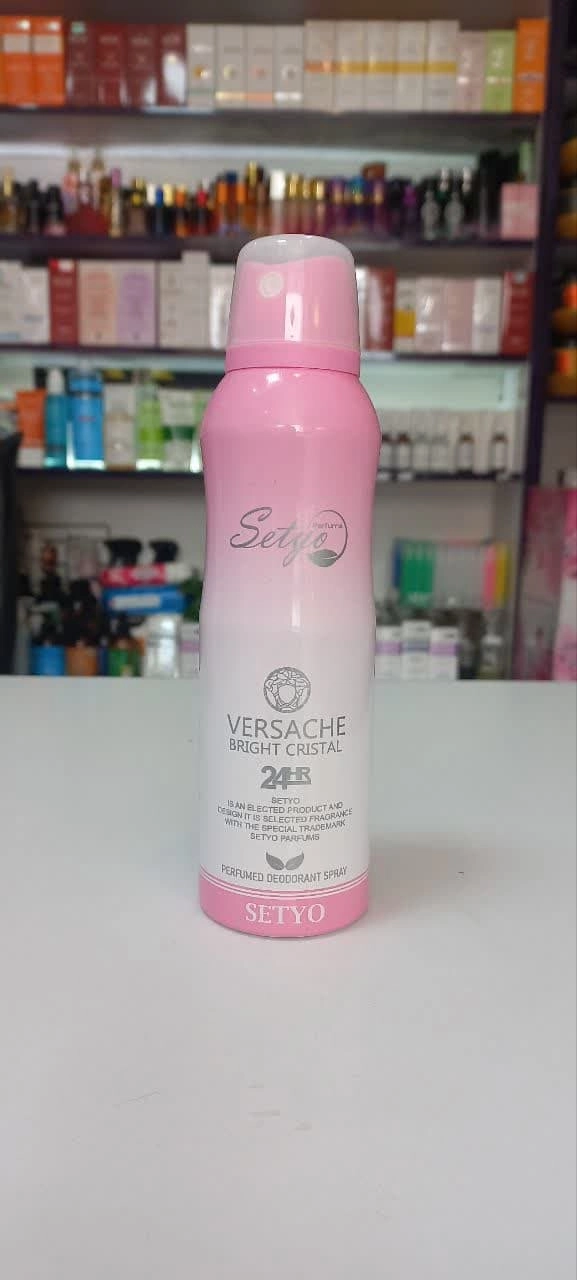 Setyo
Parfums
VERSACHE
BRIGHT CRISTAL
24HR
SETYO
IS AN ELECTED PRODUCT AND
DESIGN IT IS SELECTED FRAGRANCE
WITH THE SPECIAL TRADEMARK
SETYO PARFUMS
PERFUMED DEODORANT SPRAY
SETYO